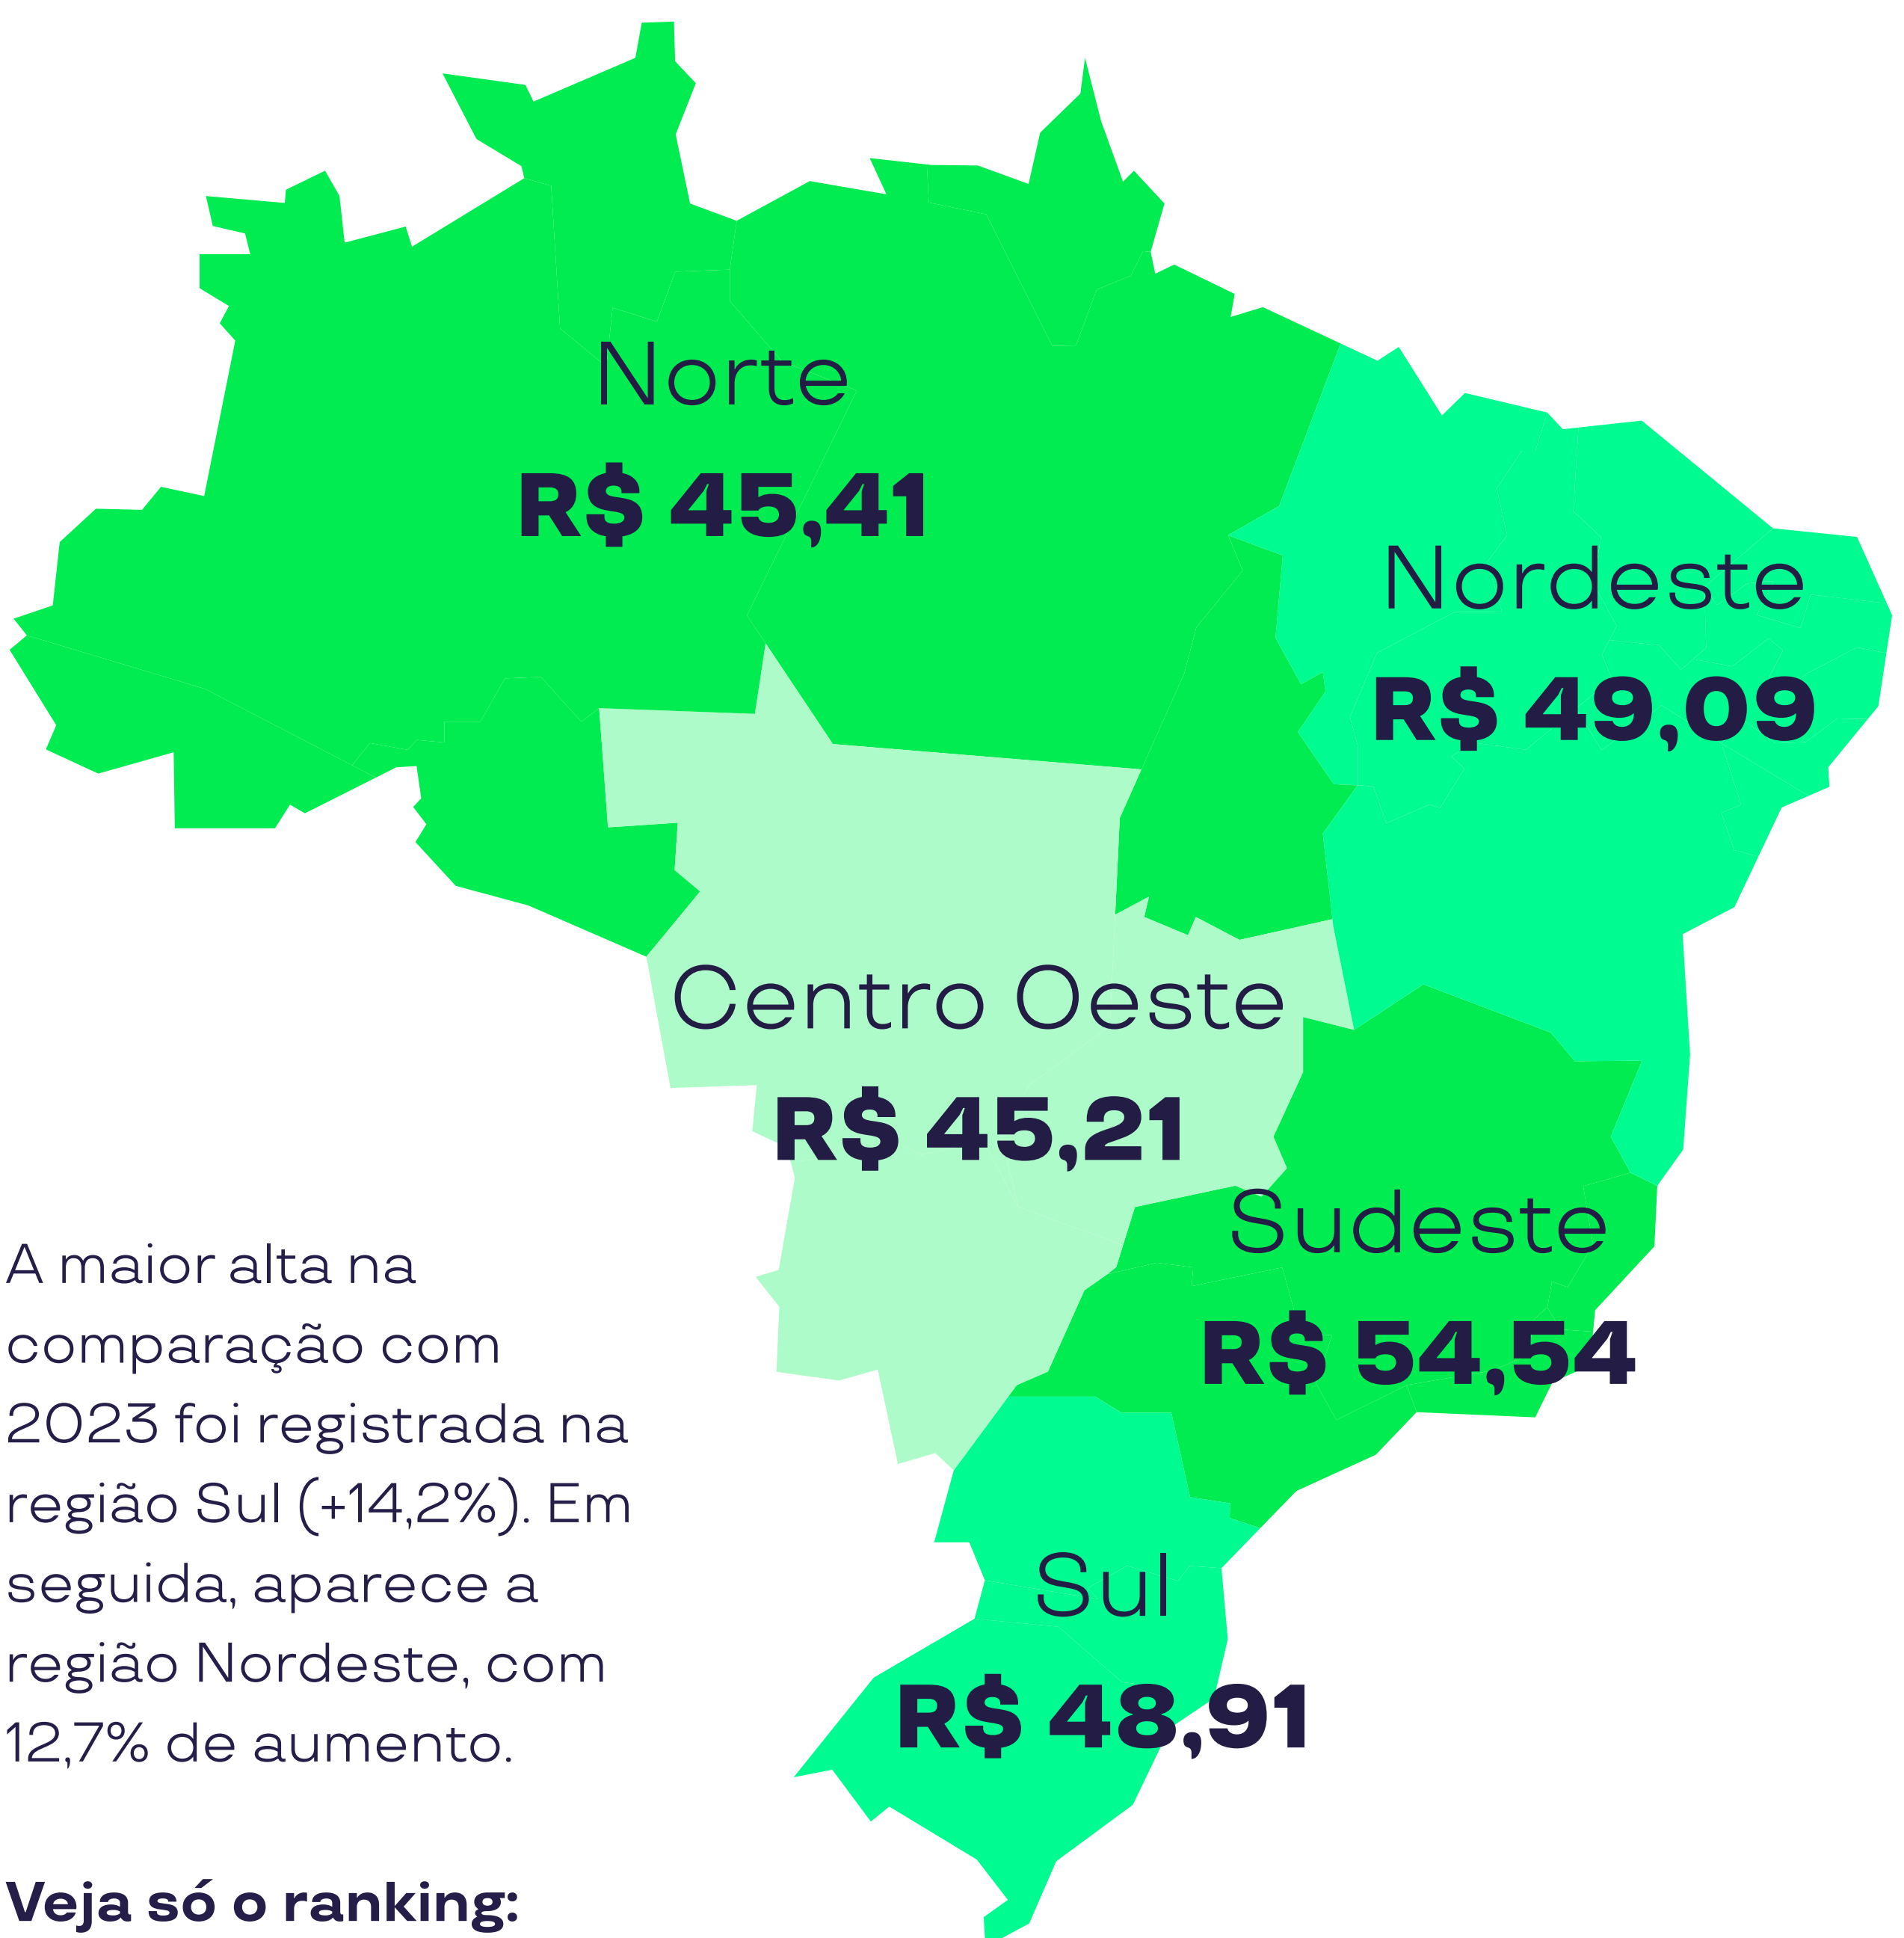 Norte
R$ 45,41
Nordeste
R$ 49,09
Centro Oeste
R$ 45,21
Sudeste
R$ 54,54
Sul
R$ 48,91
A maior alta na
comparação com
2023 foi registrada na
região Sul (+14,2%). Em
seguida, aparece a
região Nordeste, com
12,7% de aumento.
Veja só o ranking: